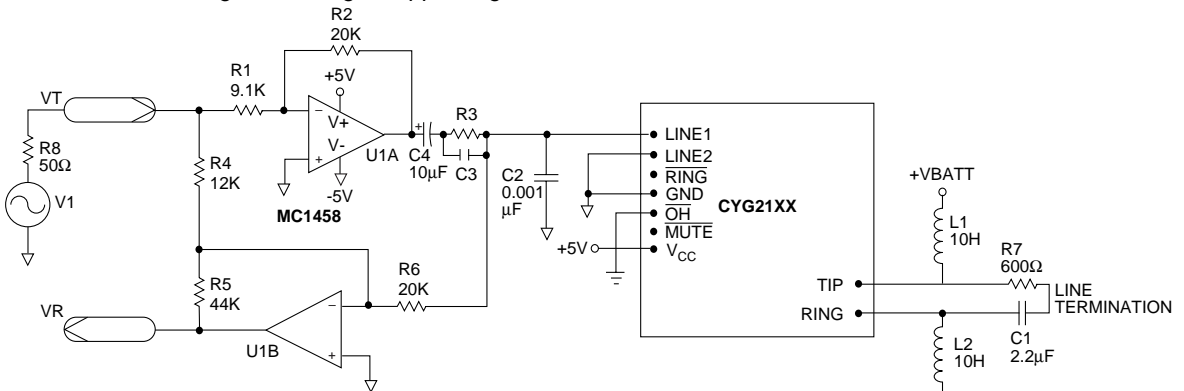 R2
20K
R1
9.1K
+5V
VT
R8
50Ω
V1
R4
12K
−
V+
V-
+
U1A
-5V
MC1458
+
C4
10µF
R3
C3
C2
0.001
µF
LINE1
LINE2
RING
GND
OH
MUTE
VCC
+5V
CYG21XX
TIP
RING
+VBATT
L1
10H
R7
600Ω
LINE
TERMINATION
C1
2.2µF
L2
10H
R5
44K
R6
20K
VR
−
+
U1B